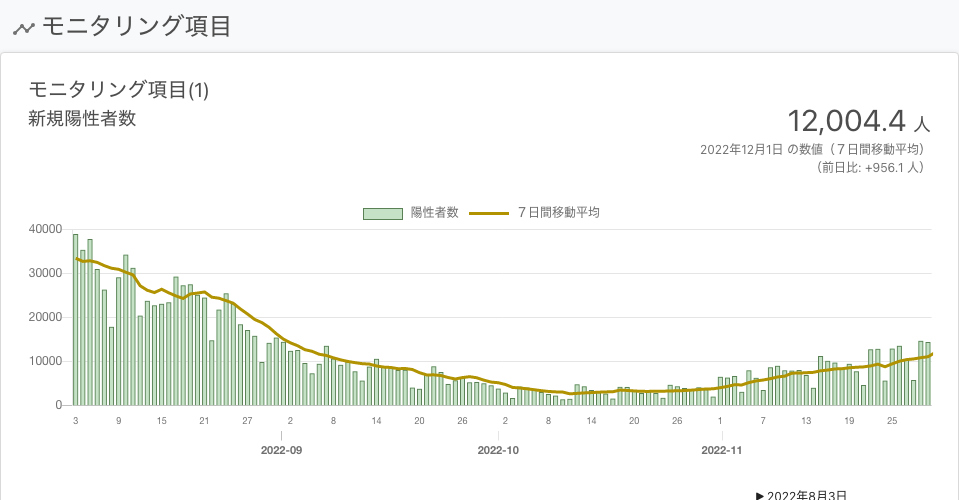 モニタリング項目
モニタリング項目(1)
新規陽性者数
12,004.4 人
2022年12月1日 の数値（７日間移動平均）
（前日比: +956.1 人）
陽性者数 ７日間移動平均
40000
30000
20000
10000
0
3 9 15 21 27 2 8 14 20 26 2 8 14 20 26 1 7 13 19 25
2022-09 2022-10 2022-11
▶2022年8月3日